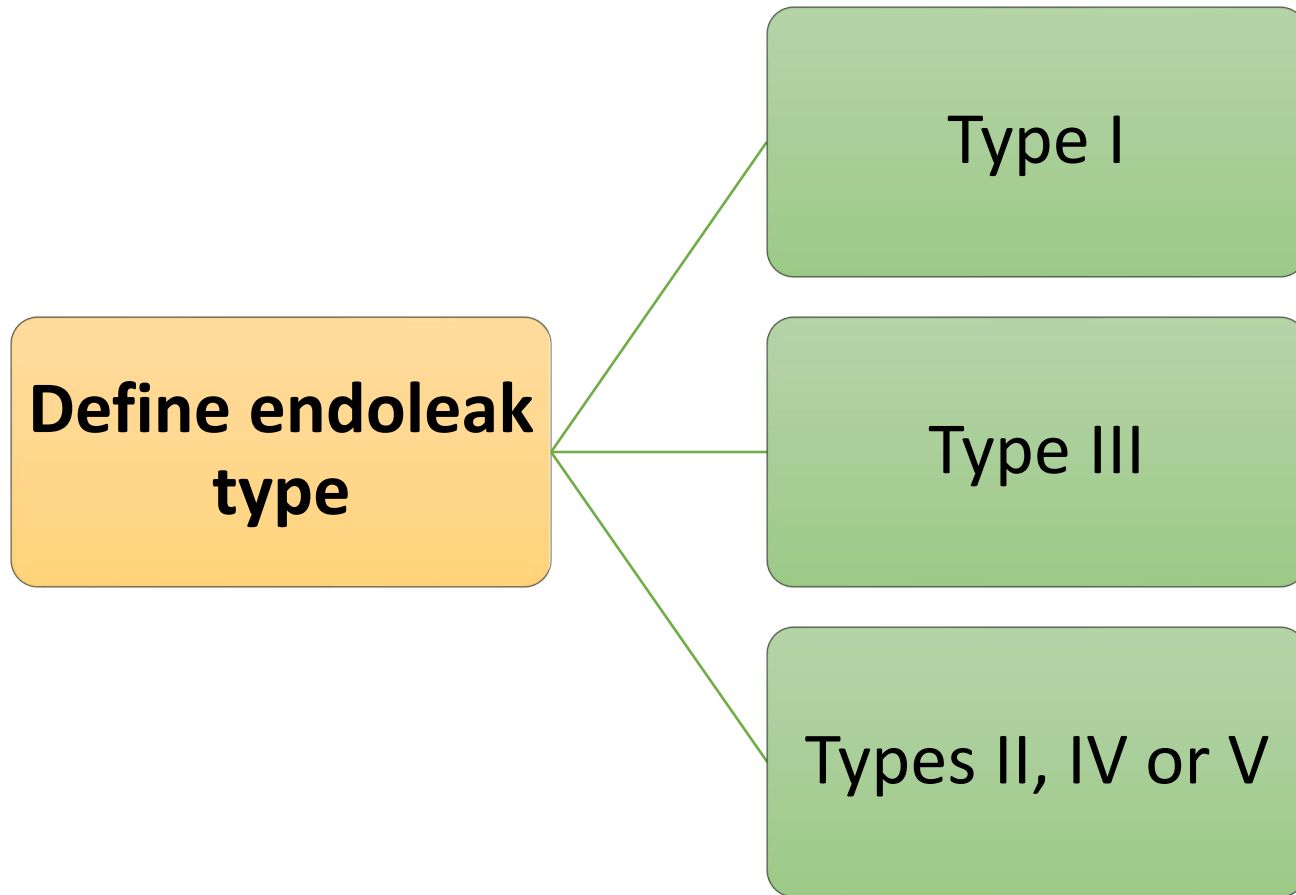 Define endoleak
type
Type I
Type III
Types II, IV or V